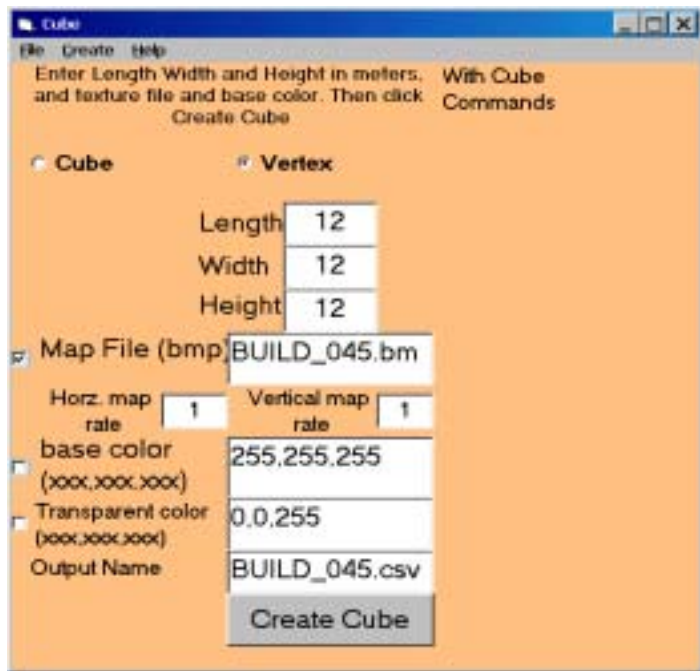 Cube
File Create Help
Enter Length Width and Height in meters,
and texture file and base color. Then click
Create Cube
With Cube
Commands
Cube
Vertex
Length 12
Width 12
Height 12
Map File (bmp) BUILD_045.bm
Horz. map
rate
1
Vertical map
rate
1
base color
(xxx,xxx,xxx)
255,255,255
Transparent color
(xxx,xxx,xxx)
0,0,255
Output Name BUILD_045.csv
Create Cube